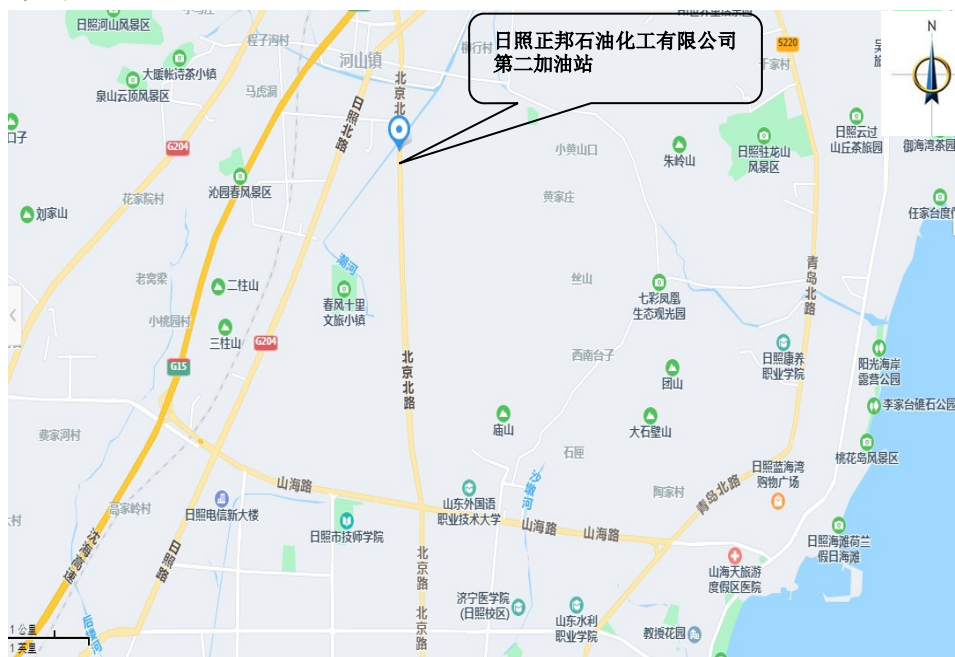 日照河山风景区
程子沟村
河山镇
大暖帐诗茶小镇
泉山云顶风景区
马虎涧
北京北
日照北路
日照正邦石油化工有限公司
第二加油站
S220
N
日照云过
山丘茶旅园
御海湾茶园
口子
G204
沁园春风景区
小黄山口
朱岭山
日照驻龙山
风景区
花家院村
刘家山
黄家庄
任家台度
湖河
老窝梁
二柱山
春风十里
文旅小镇
丝山
七彩凤凰
生态观光园
青岛北路
小桃园村
三柱山
G204
G15
北京北路
西南台子
团山
日照康养
职业学院
阳光海岸
露营公园
李家台礁石公园
庙山
大石壁山
裴家河村
石厘
桃花岛风景区
山海路
沙墩河
日照蓝海湾
购物广场
青岛北路
陶家村
高家岭村
日照电信新大楼
日照市技师学院
山东外国语
职业技术大学
山海路
山海路
日照海滩荷兰
假日海滩
沈海高速
日照路
北京路
山海天旅游
度假区医院
济宁医学院
(日照校区)
山东水利
职业学院
教授花园
北京路
1 公里
1 英里